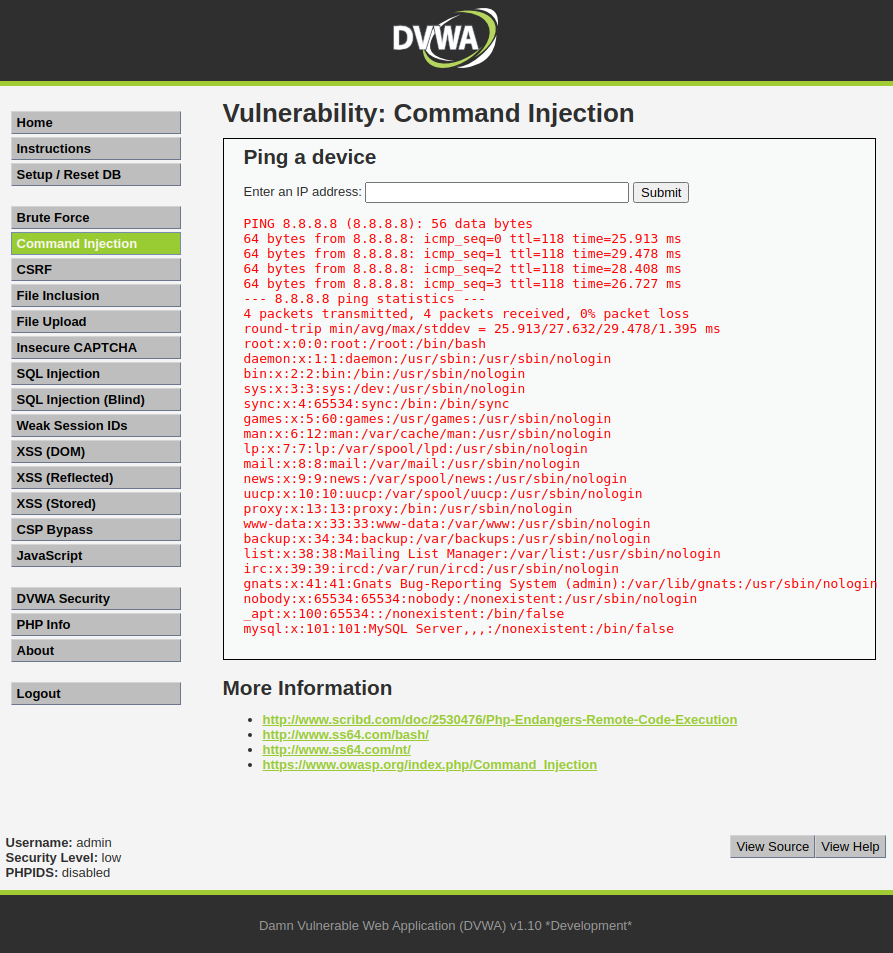 DVWA
Home
Instructions
Setup / Reset DB
Brute Force
Command Injection
CSRF
File Inclusion
File Upload
Insecure CAPTCHA
SQL Injection
SQL Injection (Blind)
Weak Session IDs
XSS (DOM)
XSS (Reflected)
XSS (Stored)
CSP Bypass
JavaScript
DVWA Security
PHP Info
About
Logout
Vulnerability: Command Injection
Ping a device
Enter an IP address: Submit
PING 8.8.8.8 (8.8.8.8): 56 data bytes
64 bytes from 8.8.8.8: icmp_seq=0 ttl=118 time=25.913 ms
64 bytes from 8.8.8.8: icmp_seq=1 ttl=118 time=29.478 ms
64 bytes from 8.8.8.8: icmp_seq=2 ttl=118 time=28.408 ms
64 bytes from 8.8.8.8: icmp_seq=3 ttl=118 time=26.727 ms
--- 8.8.8.8 ping statistics ---
4 packets transmitted, 4 packets received, 0% packet loss
round-trip min/avg/max/stddev = 25.913/27.632/29.478/1.395 ms
root:x:0:0:root:/root:/bin/bash
daemon:x:1:1:daemon:/usr/sbin:/usr/sbin/nologin
bin:x:2:2:bin:/bin:/usr/sbin/nologin
sys:x:3:3:sys:/dev:/usr/sbin/nologin
sync:x:4:65534:sync:/bin:/bin/sync
games:x:5:60:games:/usr/games:/usr/sbin/nologin
man:x:6:12:man:/var/cache/man:/usr/sbin/nologin
lp:x:7:7:lp:/var/spool/lpd:/usr/sbin/nologin
mail:x:8:8:mail:/var/mail:/usr/sbin/nologin
news:x:9:9:news:/var/spool/news:/usr/sbin/nologin
uucp:x:10:10:uucp:/var/spool/uucp:/usr/sbin/nologin
proxy:x:13:13:proxy:/bin:/usr/sbin/nologin
www-data:x:33:33:www-data:/var/www:/usr/sbin/nologin
backup:x:34:34:backup:/var/backups:/usr/sbin/nologin
list:x:38:38:Mailing List Manager:/var/list:/usr/sbin/nologin
irc:x:39:39:ircd:/var/run/ircd:/usr/sbin/nologin
gnats:x:41:41:Gnats Bug-Reporting System (admin):/var/lib/gnats:/usr/sbin/nologin
nobody:x:65534:65534:nobody:/nonexistent:/usr/sbin/nologin
_apt:x:100:65534::/nonexistent:/bin/false
mysql:x:101:101:MySQL Server,,,:/nonexistent:/bin/false
More Information
http://www.scribd.com/doc/2530476/Php-Endangers-Remote-Code-Execution
http://www.ss64.com/bash/
http://www.ss64.com/nt/
https://www.owasp.org/index.php/Command_Injection
Username: admin
Security Level: low
PHPIDS: disabled
View Source View Help
Damn Vulnerable Web Application (DVWA) v1.10 *Development*